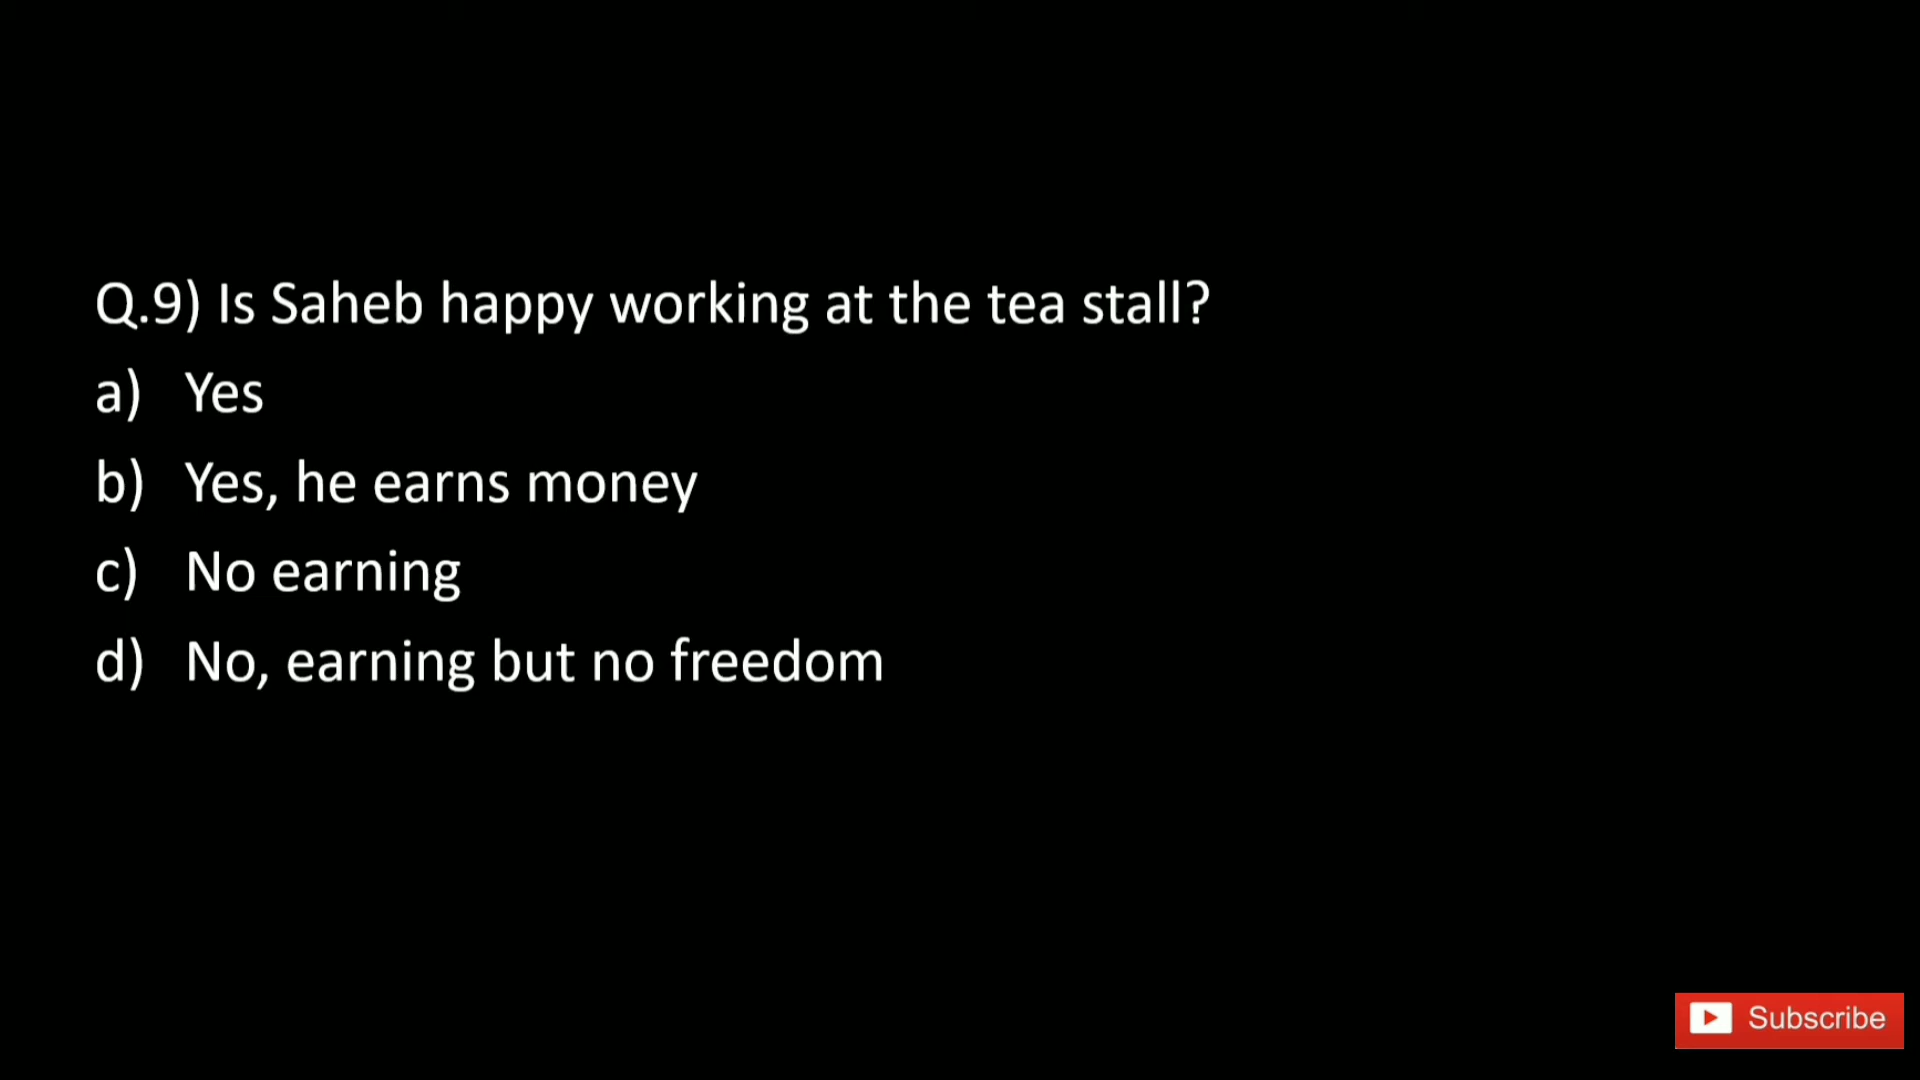 Q.9) Is Saheb happy working at the tea stall?
a) Yes
b) Yes, he earns money
c) No earning
d) No, earning but no freedom
Subscribe